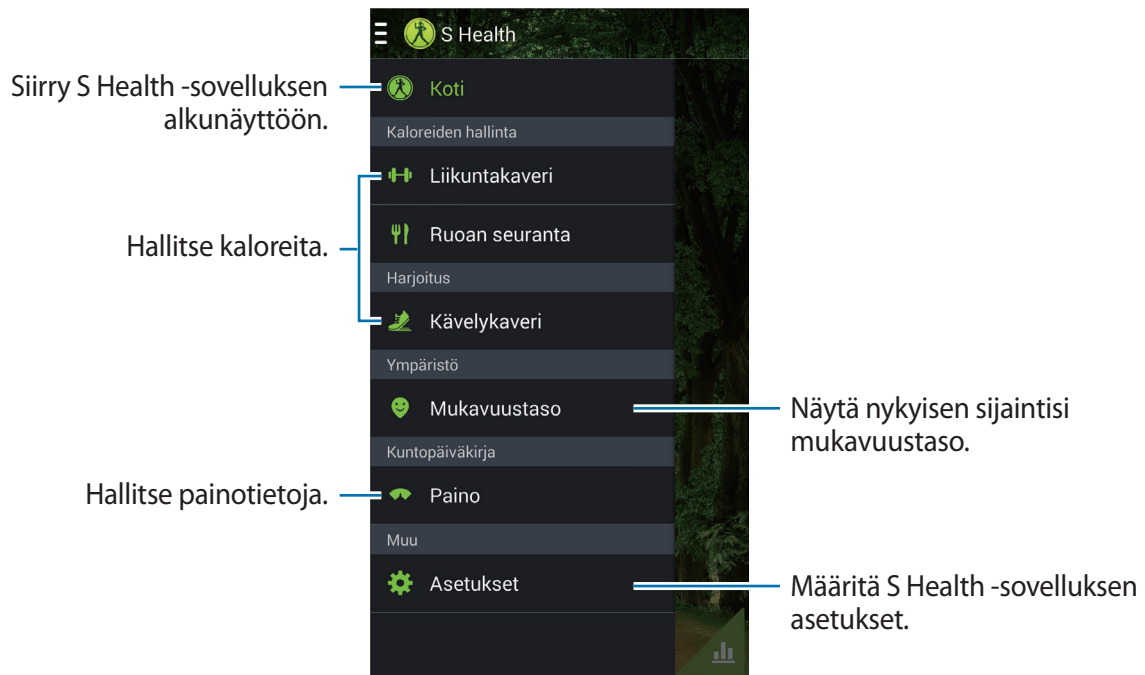 S Health
Siirry S Health -sovelluksen
alkunäyttöön.
Koti
Kaloreiden hallinta
Liikuntakaveri
Hallitse kaloreita.
Ruoan seuranta
Harjoitus
Kävelykaveri
Ympäristö
Mukavuustaso
Näytä nykyisen sijaintisi
mukavuustaso.
Kuntopäiväkirja
Hallitse painotietoja.
Paino
Muu
Asetukset
Määritä S Health -sovelluksen
asetukset.